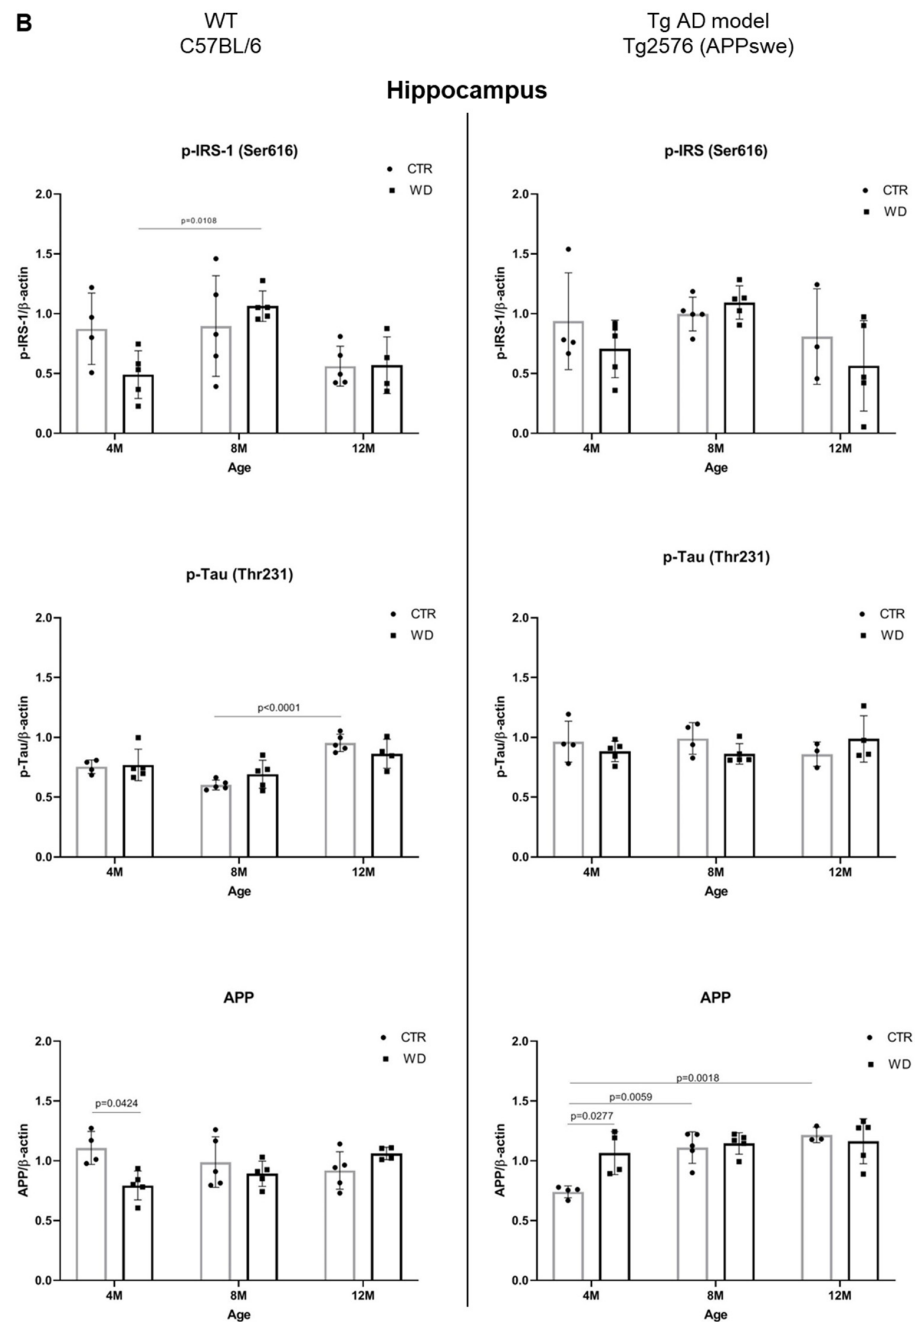 B
WT
C57BL/6
Tg AD model
Tg2576 (APPswe)
Hippocampus
p-IRS-1 (Ser616)
CTR
WD
p-IRS-1/β-actin
2.0
1.5
1.0
0.5
0.0
p=0.0108
4M
8M
12M
Age
p-IRS (Ser616)
CTR
WD
p-IRS-1/β-actin
2.0
1.5
1.0
0.5
0.0
4M
8M
12M
Age
p-Tau (Thr231)
CTR
WD
p-Tau/β-actin
2.0
1.5
1.0
0.5
0.0
p<0.0001
4M
8M
12M
Age
p-Tau (Thr231)
CTR
WD
p-Tau/β-actin
2.0
1.5
1.0
0.5
0.0
4M
8M
12M
Age
APP
CTR
WD
APP/β-actin
2.0
1.5
1.0
0.5
0.0
p=0.0424
4M
8M
12M
Age
APP
CTR
WD
APP/β-actin
2.0
1.5
1.0
0.5
0.0
p=0.0018
p=0.0059
p=0.0277
4M
8M
12M
Age